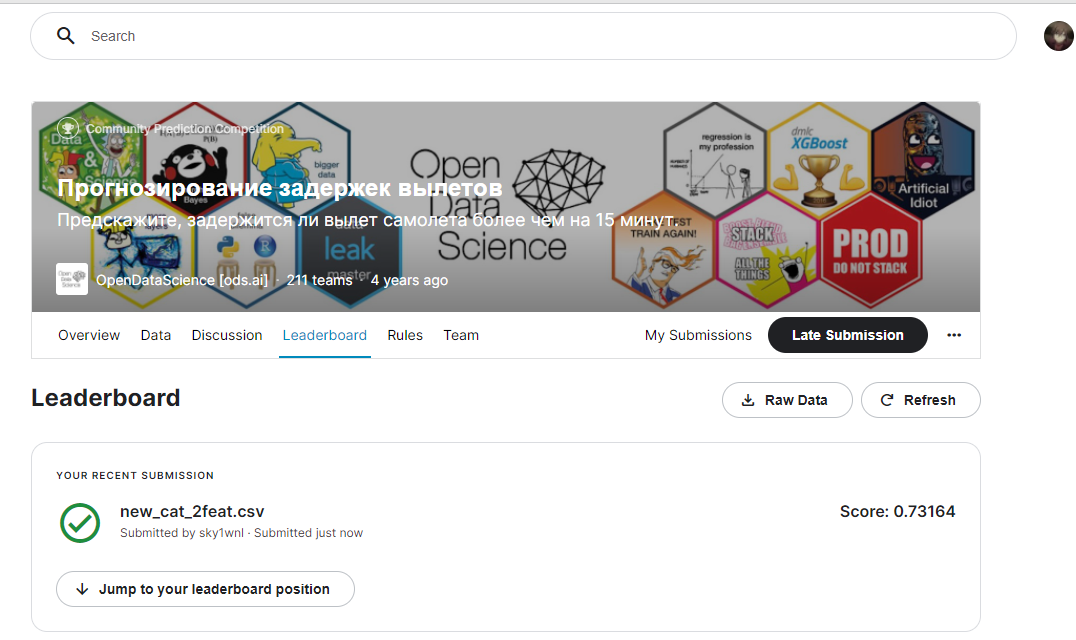 Search
Community Prediction Competition
Прогнозирование задержек вылетов
Предскажите, задержится ли вылет самолета более чем на 15 минут.
OpenDataScience [ods.ai] · 211 teams · 4 years ago
Data
& Science
P(B)
Bayes
bigger
data
Open
Data
Science
regression is
my profession
dmlc
XGBoost
Artificial
Idiot
leak
master
TEST
TRAIN AGAIN!
STACK
ALL THE
THINGS
PROD
DO NOT STACK
Open
Data
Science
Overview Data Discussion Leaderboard Rules Team My Submissions Late Submission
Leaderboard
Raw Data Refresh
YOUR RECENT SUBMISSION
new_cat_2feat.csv Score: 0.73164
Submitted by sky1wnl · Submitted just now
Jump to your leaderboard position